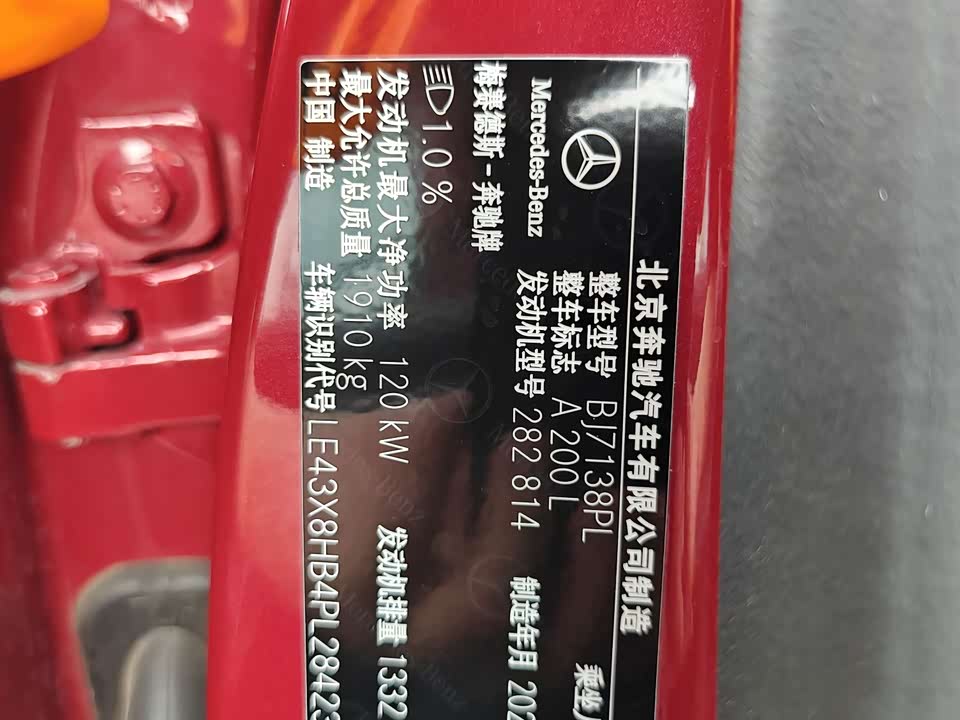 北京奔驰汽车有限公司制造
Mercedes-Benz
整车型号 BJ7138PL
乘坐
整车标志 A 200 L
梅赛德斯-奔驰牌
发动机型号 282 814
制造年月 202
1.0 %
发动机最大净功率 120 kW
发动机排量 1332
最大允许总质量 1910 kg
中国 制造
车辆识别代号 LE43X8HB4PL28423